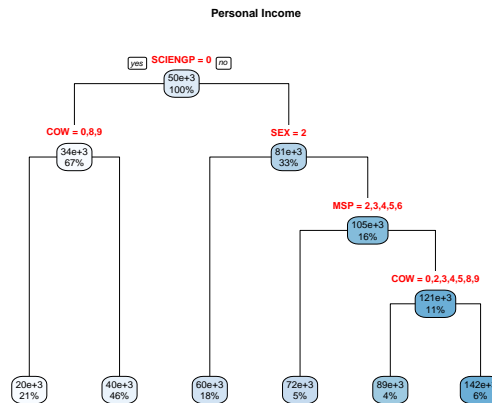 Personal Income
yes SCIENGP = 0 no
50e+3
100%
COW = 0,8,9
SEX = 2
34e+3
67%
81e+3
33%
MSP = 2,3,4,5,6
105e+3
16%
COW = 0,2,3,4,5,8,9
121e+3
11%
20e+3
21%
40e+3
46%
60e+3
18%
72e+3
5%
89e+3
4%
142e+
6%